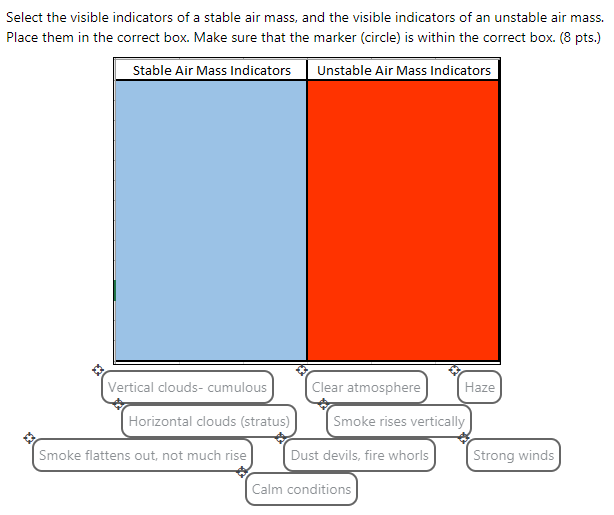 Select the visible indicators of a stable air mass, and the visible indicators of an unstable air mass.
Place them in the correct box. Make sure that the marker (circle) is within the correct box. (8 pts.)
Stable Air Mass Indicators
Unstable Air Mass Indicators
Vertical clouds- cumulous
Clear atmosphere
Haze
Horizontal clouds (stratus)
Smoke rises vertically
Smoke flattens out, not much rise
Dust devils, fire whorls
Strong winds
Calm conditions